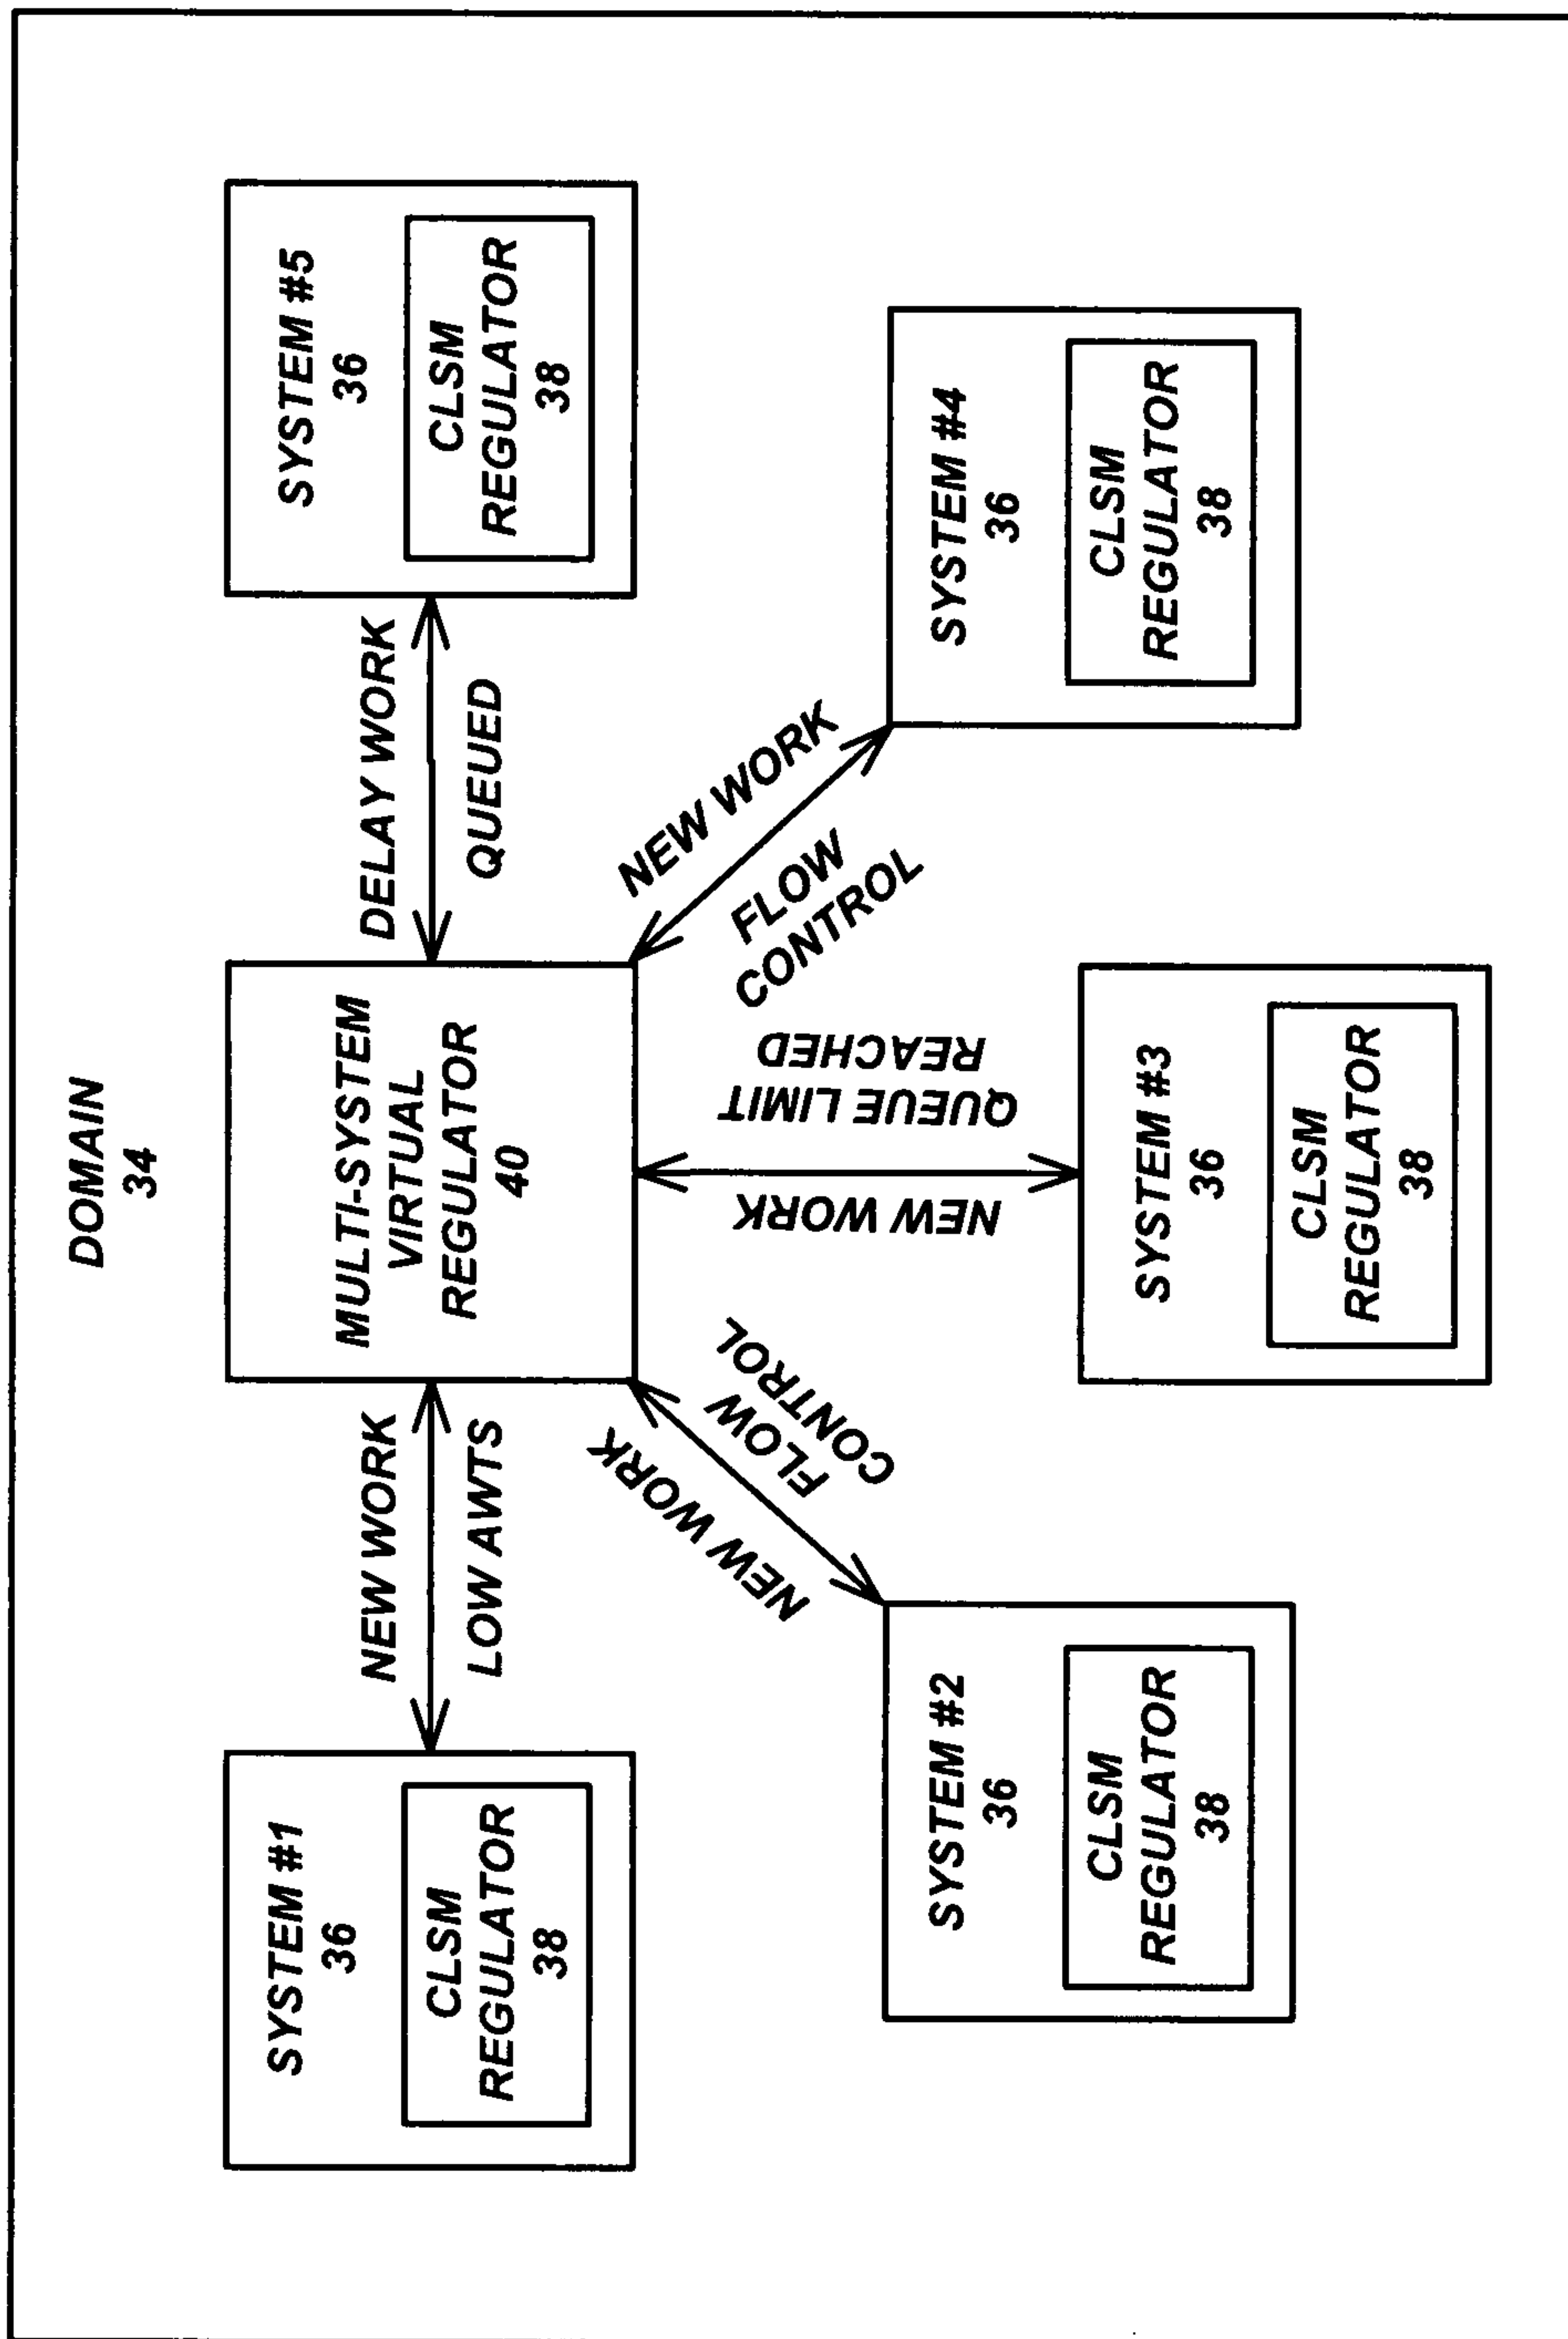 DOMAIN
34
SYSTEM #1
36
CLSM
REGULATOR
38
NEW WORK
LOW AWTS
MULTI-SYSTEM
VIRTUAL
REGULATOR
40
DELAY WORK
QUEUED
SYSTEM #5
36
CLSM
REGULATOR
38
NEW WORK
FLOW
CONTROL
NEW WORK
QUEUE LIMIT
REACHED
NEW WORK
FLOW
CONTROL
SYSTEM #2
36
CLSM
REGULATOR
38
SYSTEM #3
36
CLSM
REGULATOR
38
SYSTEM #4
36
CLSM
REGULATOR
38